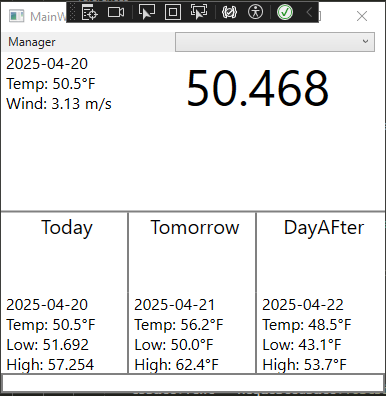 MainW
Manager
2025-04-20
Temp: 50.5°F
Wind: 3.13 m/s
50.468
Today
2025-04-20
Temp: 50.5°F
Low: 51.692
High: 57.254
Tomorrow
2025-04-21
Temp: 56.2°F
Low: 50.0°F
High: 62.4°F
DayAFter
2025-04-22
Temp: 48.5°F
Low: 43.1°F
High: 53.7°F